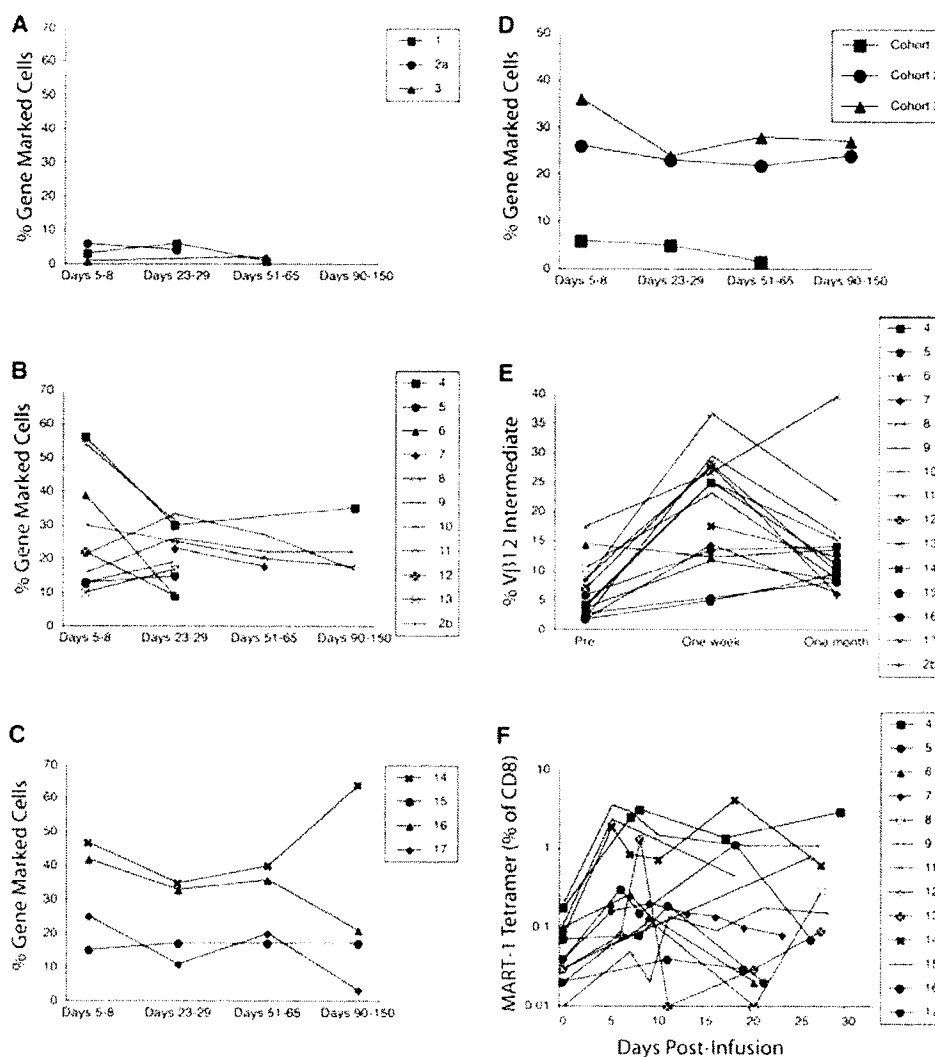 A
% Gene Marked Cells
70
60
50
40
30
20
10
0
Days 5-8
Days 23-29
Days 51-65
Days 90-150
1
2a
3
D
% Gene Marked Cells
50
40
30
20
10
0
Days 5-8
Days 23-29
Days 51-65
Days 90-150
Cohort
Cohort 2
Cohort
B
% Gene Marked Cells
70
60
50
40
30
20
10
0
Days 5-8
Days 23-29
Days 51-65
Days 90-150
4
5
6
7
8
9
10
11
12
13
2b
E
% Vβ12 Intermediate
40
35
30
25
20
15
10
5
0
Pre
One week
One month
4
5
6
7
8
9
10
11
12
13
14
15
16
2b
C
% Gene Marked Cells
70
60
50
40
30
20
10
0
Days 5-8
Days 23-29
Days 51-65
Days 90-150
14
15
16
17
F
MART-1 Tetramer (% of CD8)
10
1
0.1
0.01
0
5
10
15
20
25
30
Days Post-Infusion
4
5
6
7
8
9
11
12
13
14
15
16